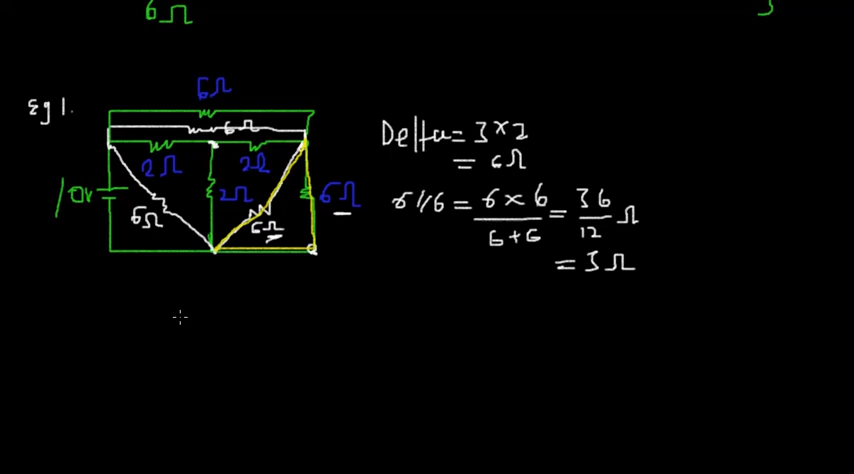 6Ω
3
6Ω
Eg 1.
6Ω
2Ω 2Ω
10v 2Ω 6Ω
6Ω 6Ω
Delta = 3 × 2
= 6Ω
6//6 = 6 × 6 / 6 + 6 = 36 / 12 Ω
= 3Ω